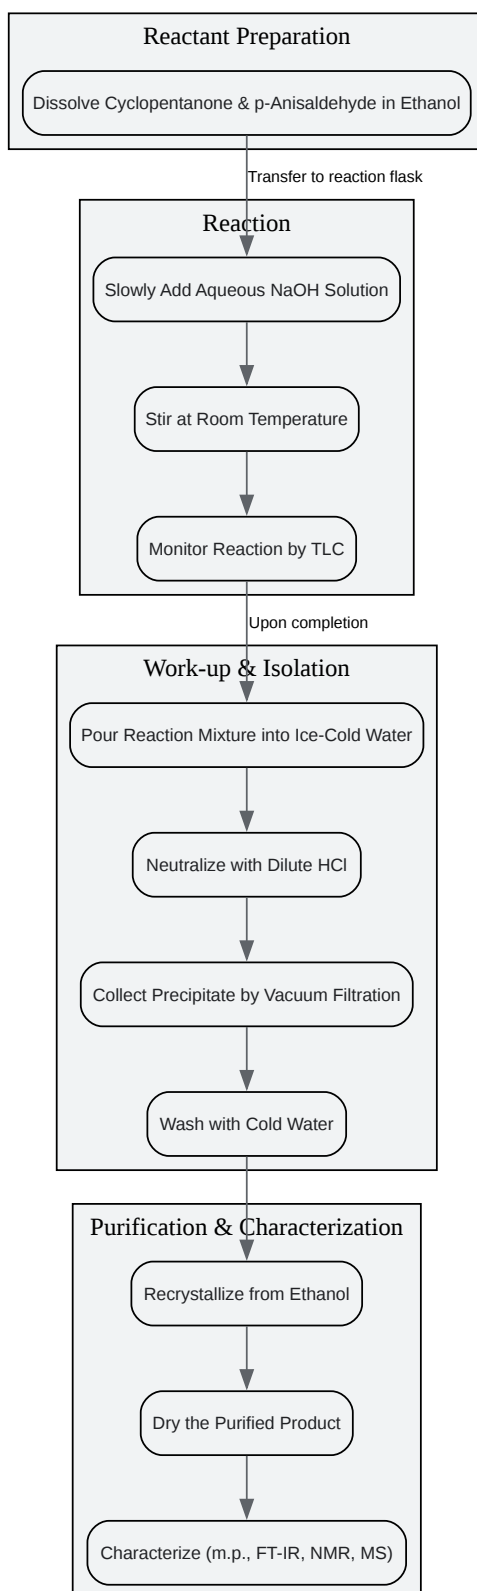 Reactant Preparation
Dissolve Cyclopentanone & p-Anisaldehyde in Ethanol
Transfer to reaction flask
Reaction
Slowly Add Aqueous NaOH Solution
Stir at Room Temperature
Monitor Reaction by TLC
Upon completion
Work-up & Isolation
Pour Reaction Mixture into Ice-Cold Water
Neutralize with Dilute HCl
Collect Precipitate by Vacuum Filtration
Wash with Cold Water
Purification & Characterization
Recrystallize from Ethanol
Dry the Purified Product
Characterize (m.p., FT-IR, NMR, MS)